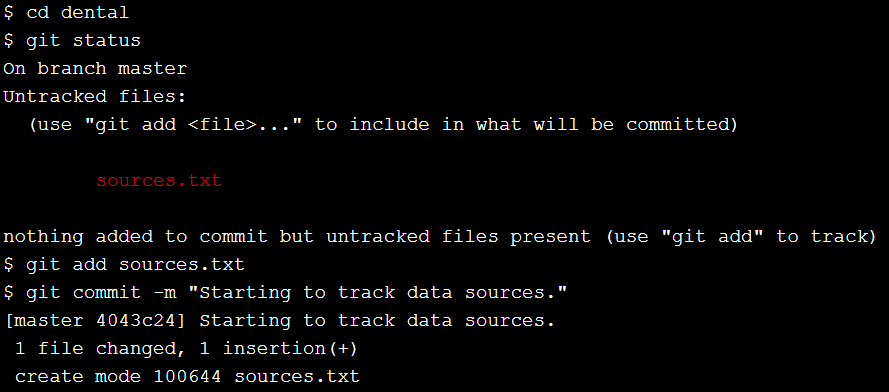 $ cd dental
$ git status
On branch master
Untracked files:
  (use "git add <file>..." to include in what will be committed)

        sources.txt

nothing added to commit but untracked files present (use "git add" to track)
$ git add sources.txt
$ git commit -m "Starting to track data sources."
[master 4043c24] Starting to track data sources.
 1 file changed, 1 insertion(+)
 create mode 100644 sources.txt